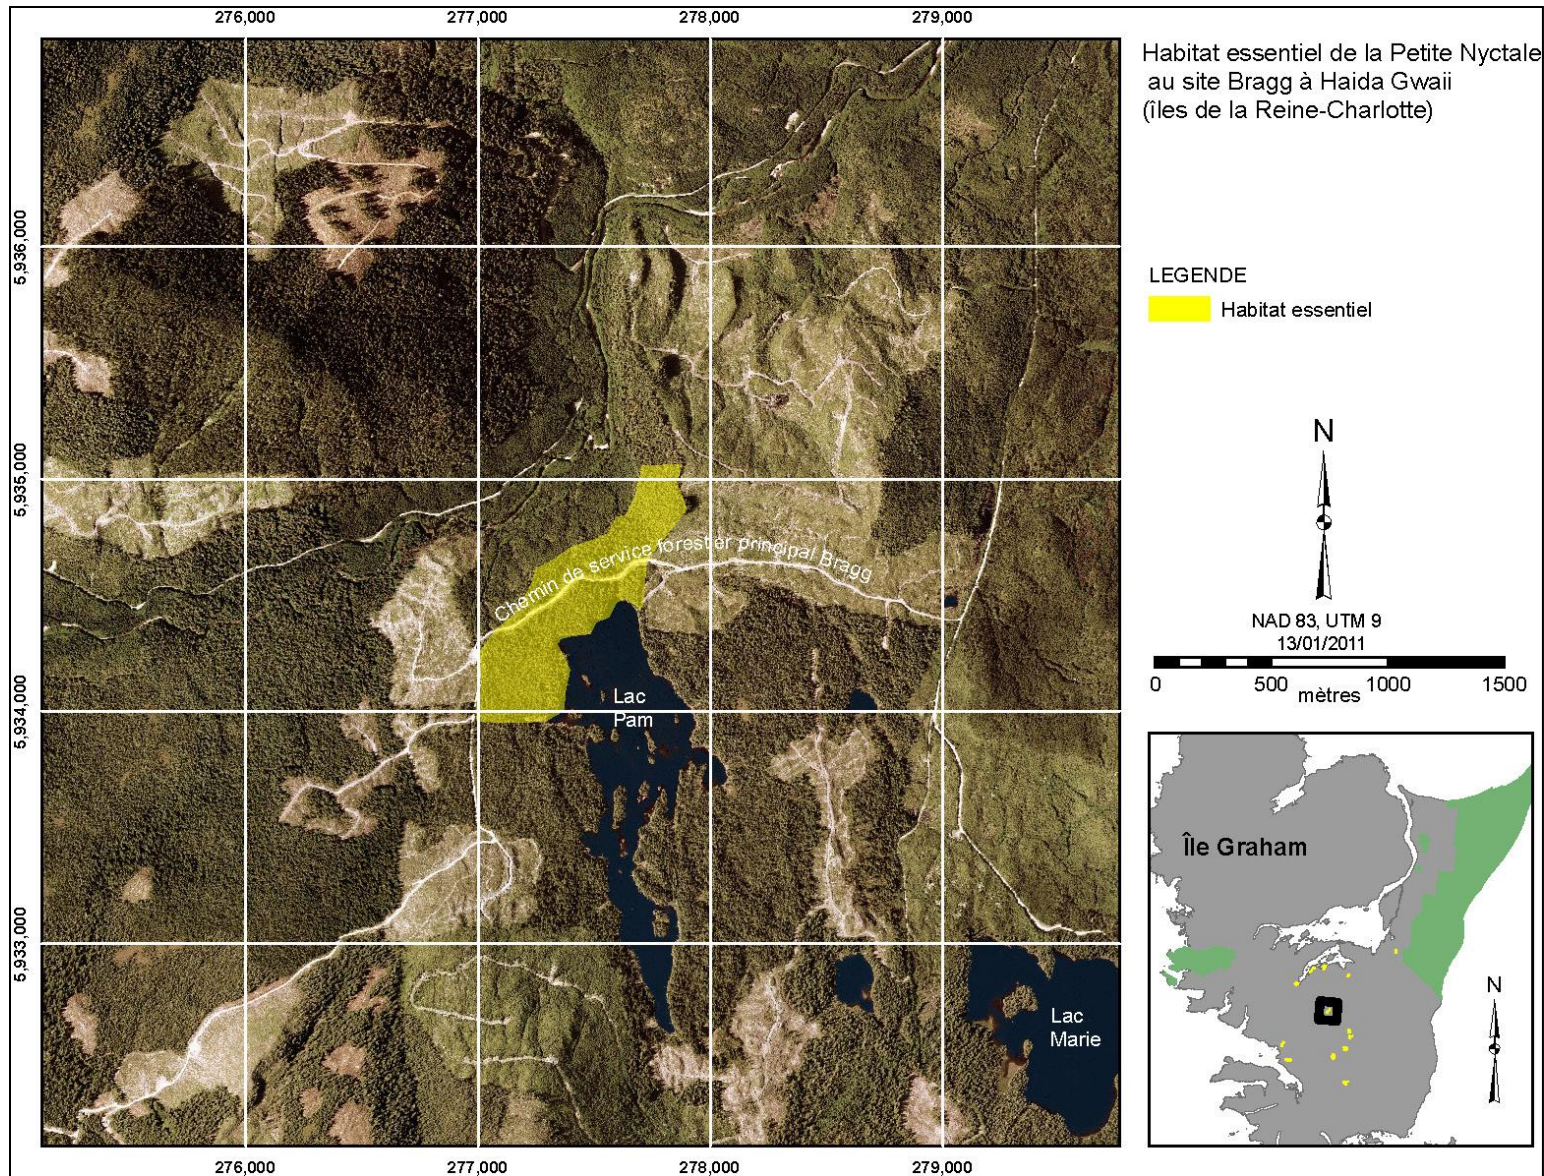 276,000
277,000
278,000
279,000
Habitat essentiel de la Petite Nyctale
au site Bragg à Haida Gwaii
(îles de la Reine-Charlotte)
5,936,000
LEGENDE
Habitat essentiel
N
5,935,000
Chemin de service forestier principal Bragg
NAD 83, UTM 9
13/01/2011
0
500
1000
1500
mètres
5,934,000
Lac
Pam
Île Graham
5,933,000
N
Lac
Marie
276,000
277,000
278,000
279,000